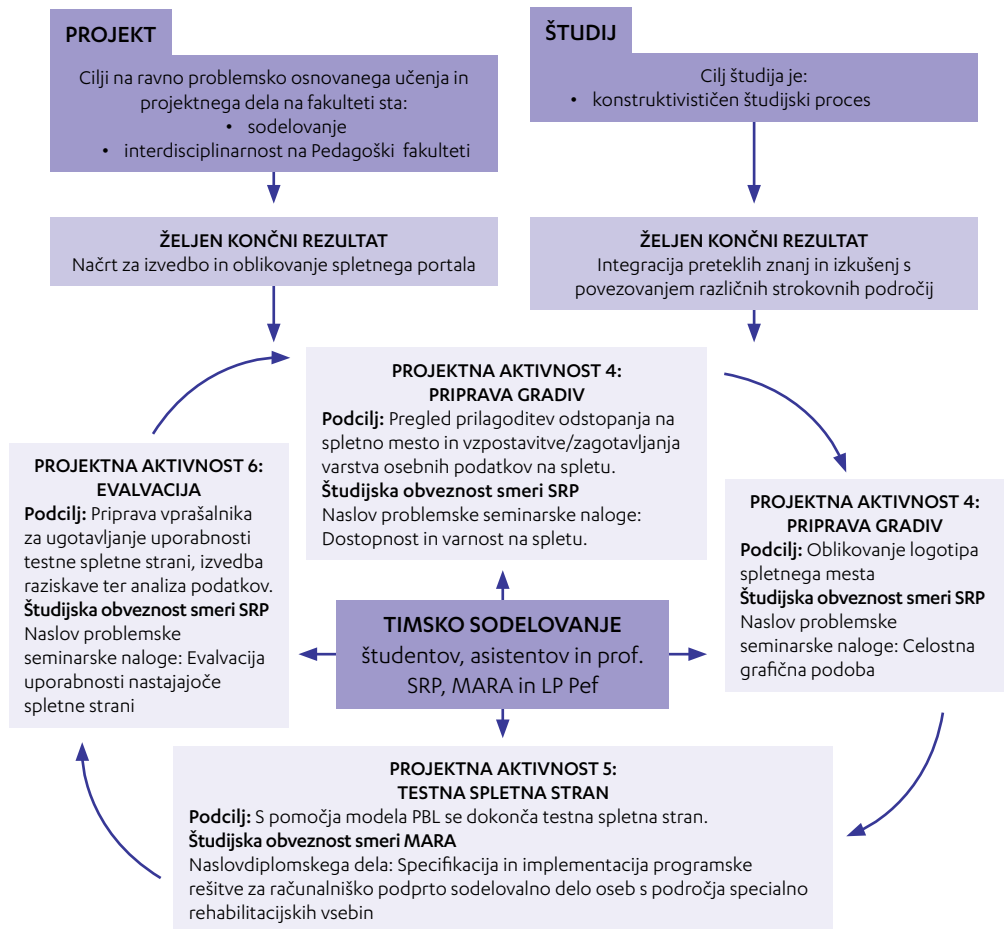 PROJEKT
Cilji na ravno problemsko osnovanega učenja in
projektnega dela na fakulteti sta:
• sodelovanje
• interdisciplinarnost na Pedagoški fakulteti
ŠTUDIJ
Cilj študija je:
• konstruktivističen študijski proces
ŽELJEN KONČNI REZULTAT
Načrt za izvedbo in oblikovanje spletnega portala
ŽELJEN KONČNI REZULTAT
Integracija preteklih znanj in izkušenj s
povezovanjem različnih strokovnih področij
PROJEKTNA AKTIVNOST 4:
PRIPRAVA GRADIV
Podcilj: Pregled prilagoditev odstopanja na
spletno mesto in vzpostavitve/zagotavljanja
varstva osebnih podatkov na spletu.
Študijska obveznost smeri SRP
Naslov problemske seminarske naloge:
Dostopnost in varnost na spletu.
PROJEKTNA AKTIVNOST 6:
EVALVACIJA
Podcilj: Priprava vprašalnika
za ugotavljanje uporabnosti
testne spletne strani, izvedba
raziskave ter analiza podatkov.
Študijska obveznost smeri SRP
Naslov problemske
seminarske naloge: Evalvacija
uporabnosti nastajajoče
spletne strani
PROJEKTNA AKTIVNOST 4:
PRIPRAVA GRADIV
Podcilj: Oblikovanje logotipa
spletnega mesta
Študijska obveznost smeri SRP
Naslov problemske
seminarske naloge: Celostna
grafična podoba
TIMSKO SODELOVANJE
študentov, asistentov in prof.
SRP, MARA in LP Pef
PROJEKTNA AKTIVNOST 5:
TESTNA SPLETNA STRAN
Podcilj: S pomočja modela PBL se dokonča testna spletna stran.
Študijska obveznost smeri MARA
Naslovdiplomskega dela: Specifikacija in implementacija programske
rešitve za računalniško podprto sodelovalno delo oseb s področja specialno
rehabilitacijskih vsebin